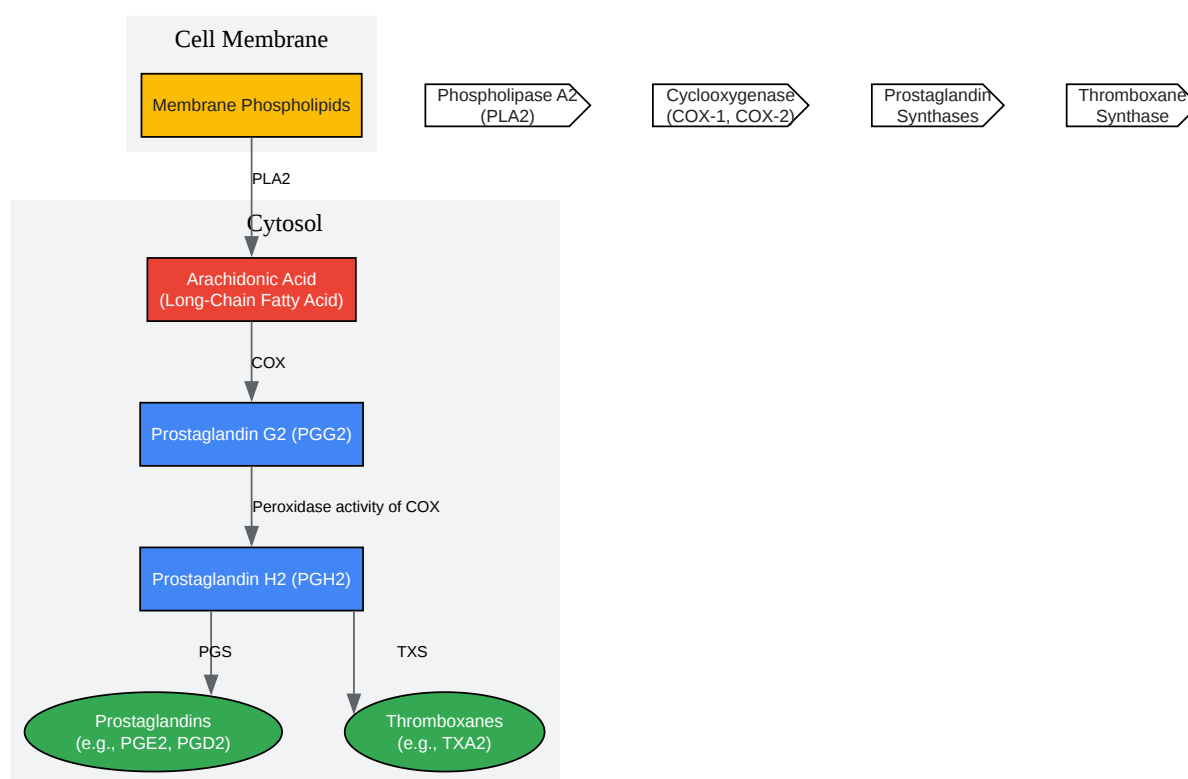 Cell Membrane
Membrane Phospholipids
Phospholipase A2
(PLA2)
Cyclooxygenase
(COX-1, COX-2)
Prostaglandin
Synthases
Thromboxane
Synthase
PLA2
Cytosol
Arachidonic Acid
(Long-Chain Fatty Acid)
COX
Prostaglandin G2 (PGG2)
Peroxidase activity of COX
Prostaglandin H2 (PGH2)
PGS
TXS
Prostaglandins
(e.g., PGE2, PGD2)
Thromboxanes
(e.g., TXA2)